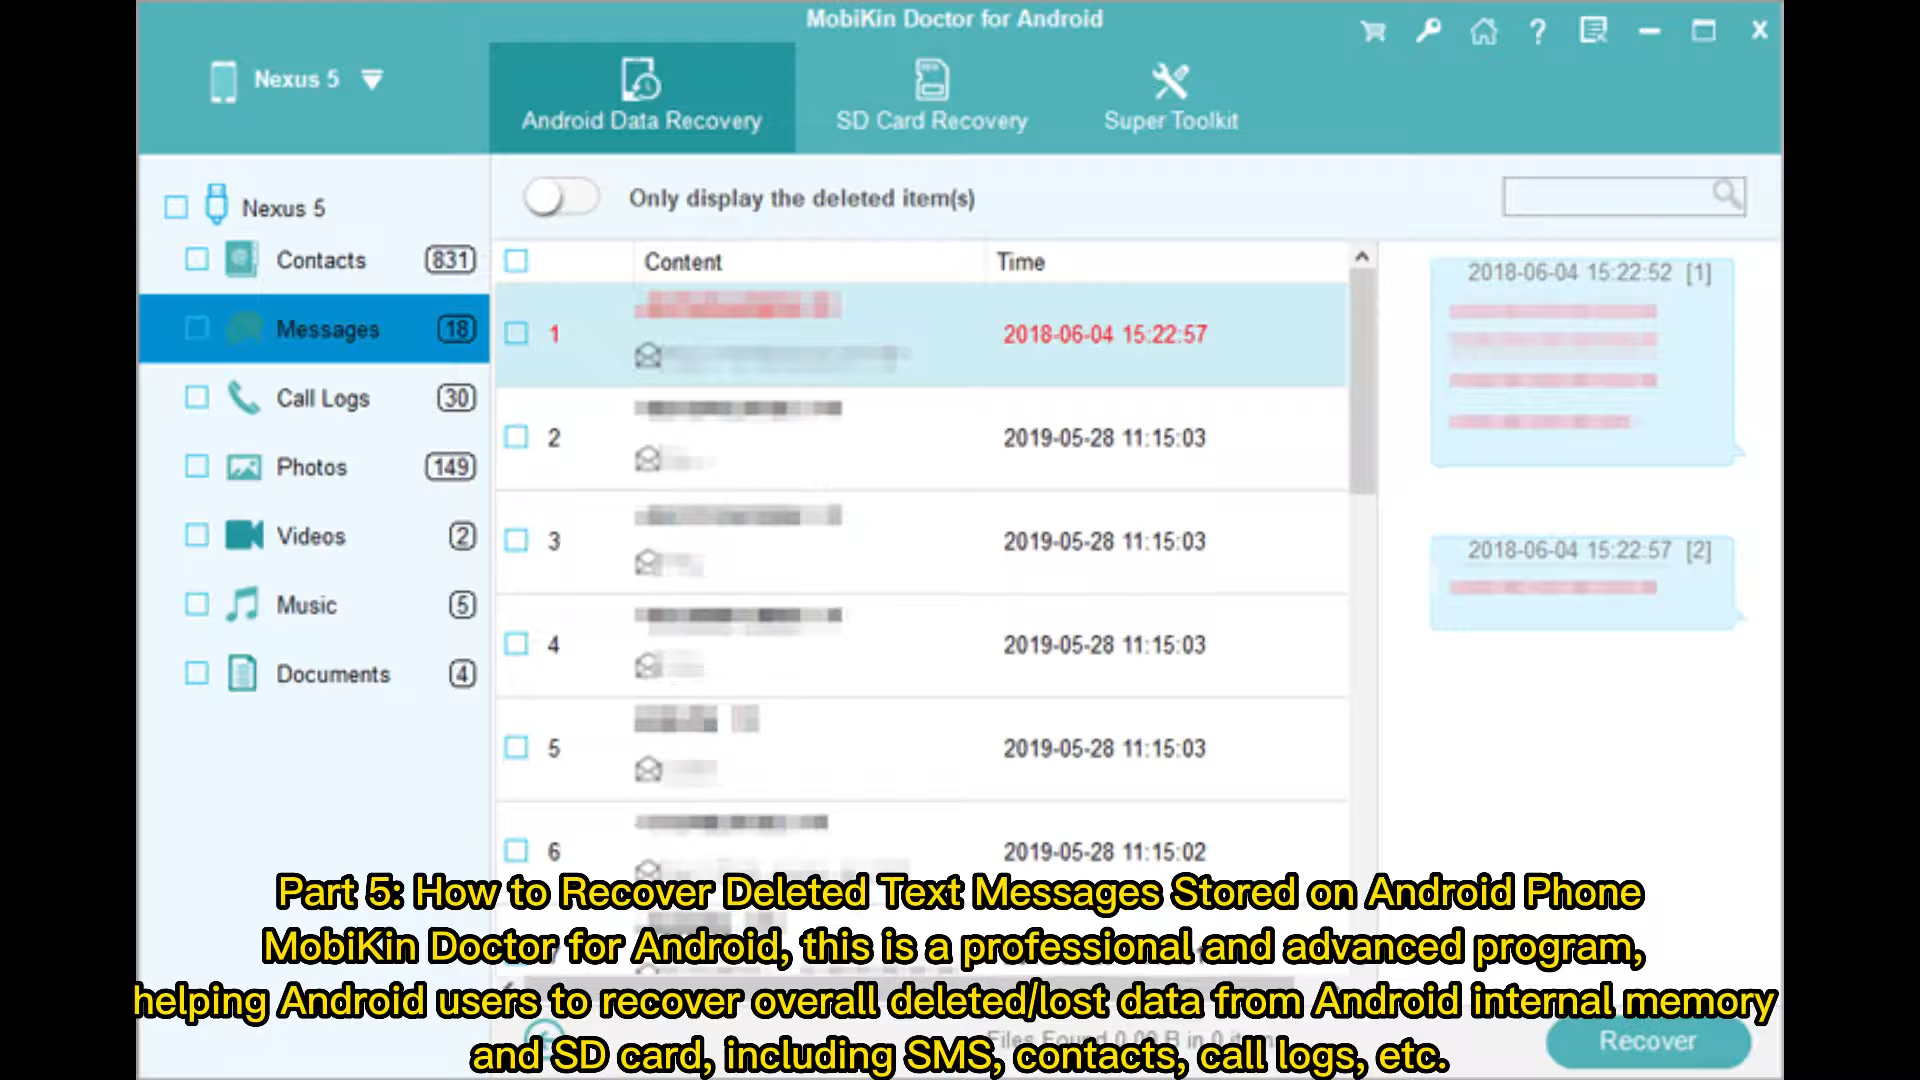 MobiKin Doctor for Android
Nexus 5
Android Data Recovery
SD Card Recovery
Super Toolkit
Nexus 5
Contacts 831
Messages 18
Call Logs 30
Photos 149
Videos 2
Music 5
Documents 4
Only display the deleted item(s)
Content Time
1 2018-06-04 15:22:57
2 2019-05-28 11:15:03
3 2019-05-28 11:15:03
4 2019-05-28 11:15:03
5 2019-05-28 11:15:03
6 2019-05-28 11:15:02
2018-06-04 15:22:52 [1]
2018-06-04 15:22:57 [2]
Recover
Part 5: How to Recover Deleted Text Messages Stored on Android Phone
MobiKin Doctor for Android, this is a professional and advanced program,
helping Android users to recover overall deleted/lost data from Android internal memory
and SD card, including SMS, contacts, call logs, etc.